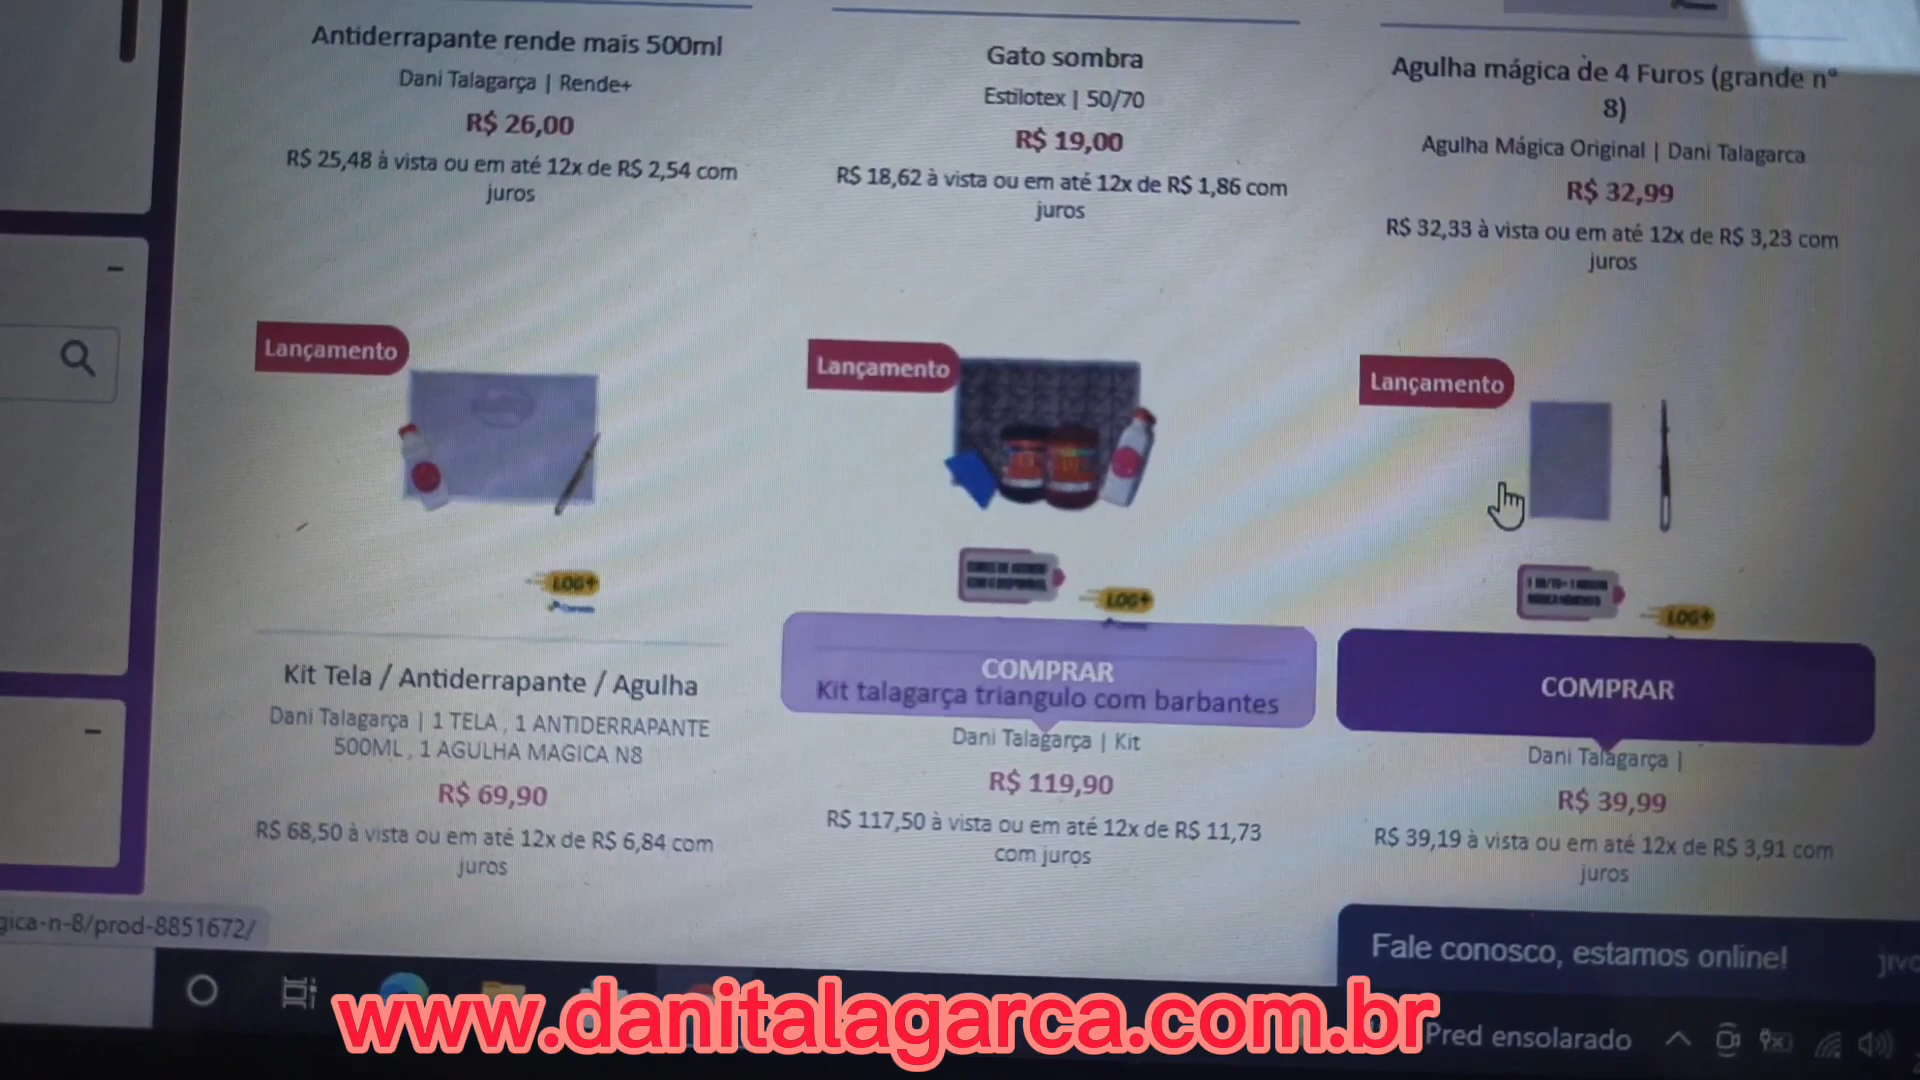 Antiderrapante rende mais 500ml
Dani Talagarça | Rende+
R$ 26,00
R$ 25,48 à vista ou em até 12x de R$ 2,54 com
juros
Gato sombra
Estilotex | 50/70
R$ 19,00
R$ 18,62 à vista ou em até 12x de R$ 1,86 com
juros
Agulha mágica de 4 Furos (grande nº
8)
Agulha Mágica Original | Dani Talagarca
R$ 32,99
R$ 32,33 à vista ou em até 12x de R$ 3,23 com
juros
Lançamento
LOG+
Kit Tela / Antiderrapante / Agulha
Dani Talagarça | 1 TELA , 1 ANTIDERRAPANTE
500ML , 1 AGULHA MAGICA N8
R$ 69,90
R$ 68,50 à vista ou em até 12x de R$ 6,84 com
juros
Lançamento
LOG+
COMPRAR
Kit talagarça triangulo com barbantes
Dani Talagarça | Kit
R$ 119,90
R$ 117,50 à vista ou em até 12x de R$ 11,73
com juros
Lançamento
LOG+
COMPRAR
Dani Talagarça |
R$ 39,99
R$ 39,19 à vista ou em até 12x de R$ 3,91 com
juros
gica-n-8/prod-8851672/
Fale conosco, estamos online!
jivo
www.danitalagarca.com.br
Pred ensolarado